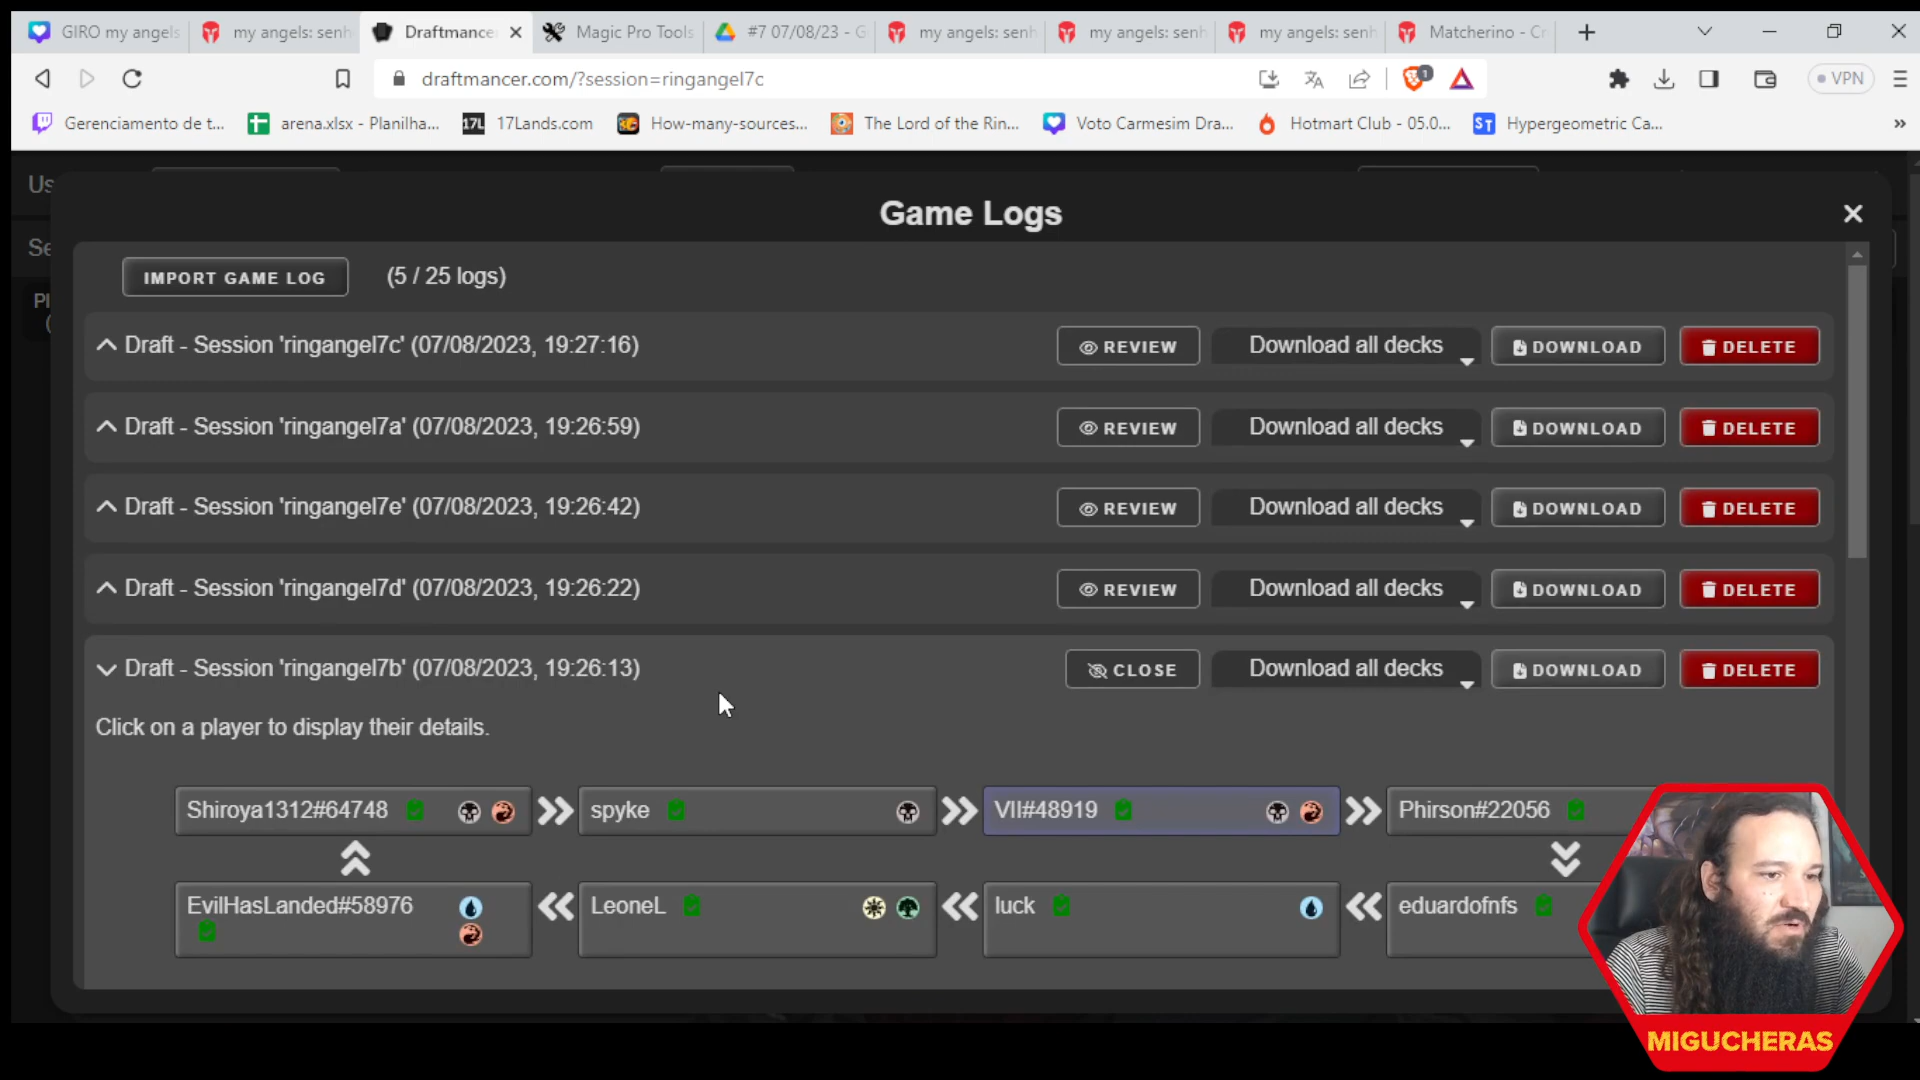 GIRO my angels
my angels: senh
Draftmance
Magic Pro Tools
#7 07/08/23 - G
my angels: senh
my angels: senh
my angels: senh
Matcherino - Cr
draftmancer.com/?session=ringangel7c
1
VPN
Gerenciamento de t...
arena.xlsx - Planilha...
17L
17Lands.com
How-many-sources...
The Lord of the Rin...
Voto Carmesim Dra...
Hotmart Club - 05.0...
ST
Hypergeometric Ca...
Us
Game Logs
Se
IMPORT GAME LOG
(5 / 25 logs)
Pl
(
Draft - Session 'ringangel7c' (07/08/2023, 19:27:16)
REVIEW
Download all decks
DOWNLOAD
DELETE
Draft - Session 'ringangel7a' (07/08/2023, 19:26:59)
REVIEW
Download all decks
DOWNLOAD
DELETE
Draft - Session 'ringangel7e' (07/08/2023, 19:26:42)
REVIEW
Download all decks
DOWNLOAD
DELETE
Draft - Session 'ringangel7d' (07/08/2023, 19:26:22)
REVIEW
Download all decks
DOWNLOAD
DELETE
Draft - Session 'ringangel7b' (07/08/2023, 19:26:13)
CLOSE
Download all decks
DOWNLOAD
DELETE
Click on a player to display their details.
Shiroya1312#64748
spyke
VII#48919
Phirson#22056
EvilHasLanded#58976
LeoneL
luck
eduardofnfs
MIGUCHERAS